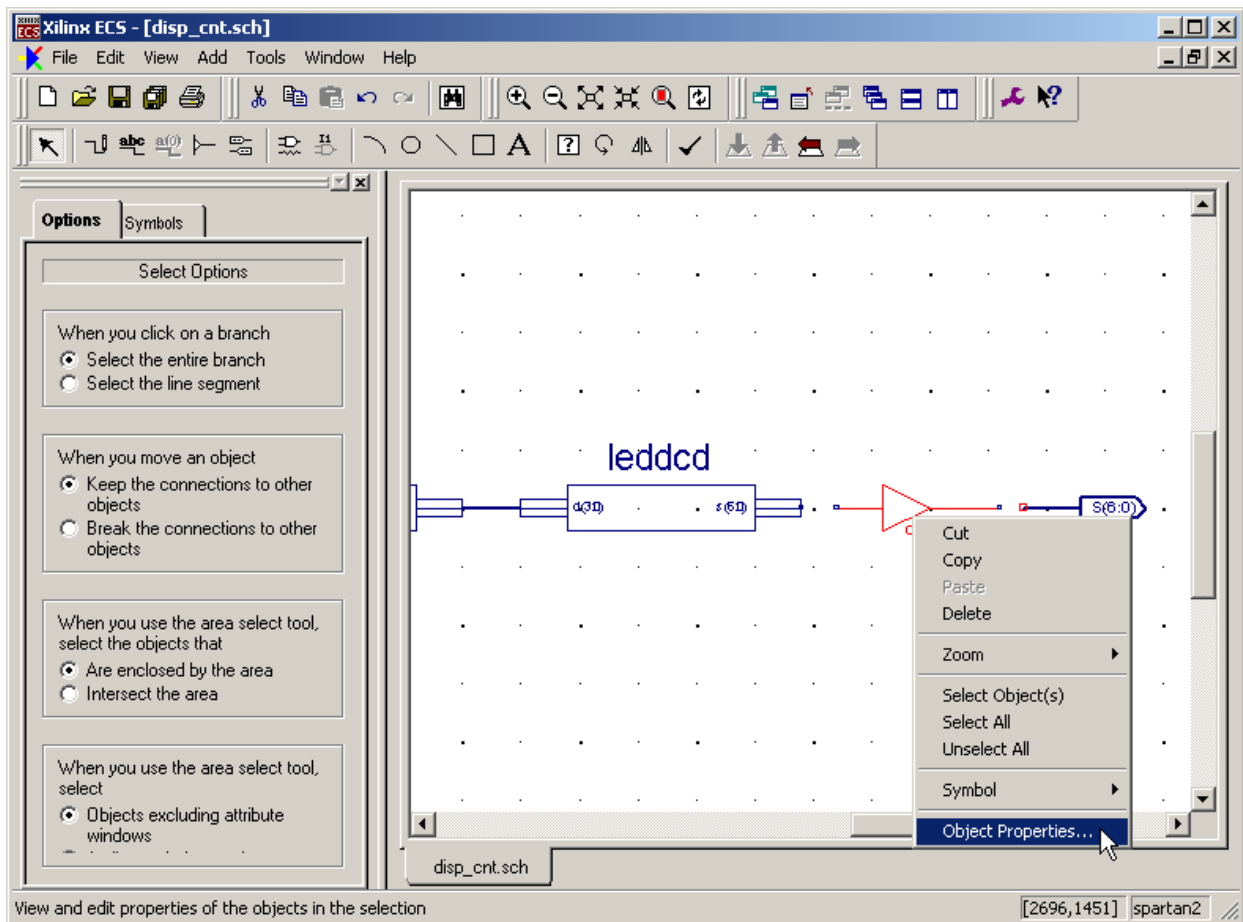 Xilinx ECS - [disp_cnt.sch]
File Edit View Add Tools Window Help
Options
Symbols
Select Options
When you click on a branch
Select the entire branch
Select the line segment
When you move an object
Keep the connections to other
objects
Break the connections to other
objects
When you use the area select tool,
select the objects that
Are enclosed by the area
Intersect the area
When you use the area select tool,
select
Objects excluding attribute
windows
leddcd
d(3:0)
s(6:0)
S(6:0)
Cut
Copy
Paste
Delete
Zoom
Select Object(s)
Select All
Unselect All
Symbol
Object Properties...
disp_cnt.sch
View and edit properties of the objects in the selection
[2696,1451] spartan2